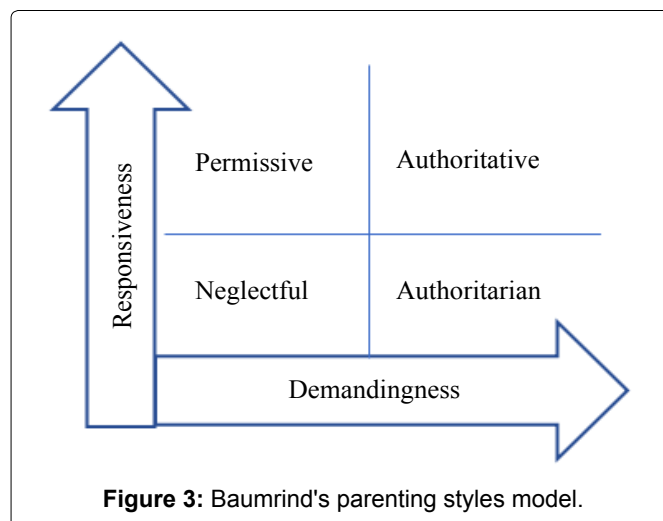 Responsiveness
Permissive
Authoritative
Neglectful
Authoritarian
Demandingness
Figure 3: Baumrind's parenting styles model.